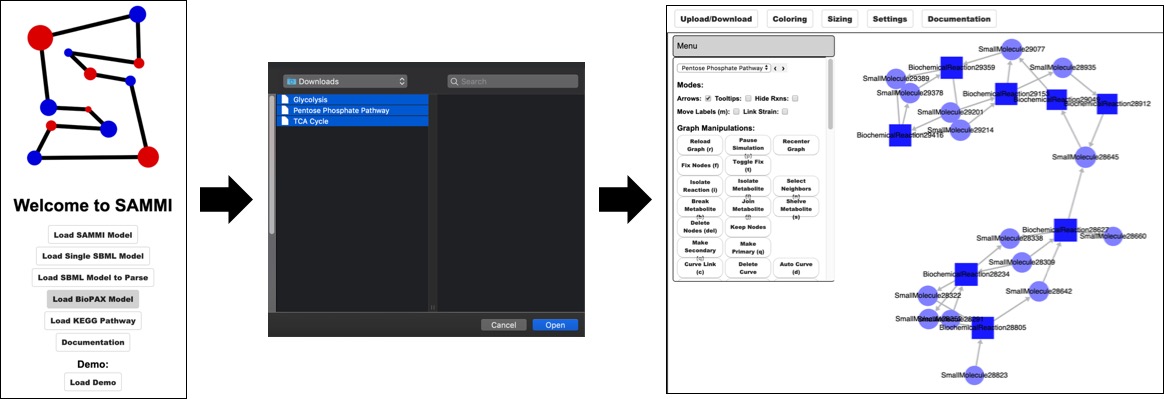 Welcome to SAMMI
Load SAMMI Model
Load Single SBML Model
Load SBML Model to Parse
Load BioPAX Model
Load KEGG Pathway
Documentation
Demo:
Load Demo
Downloads
Search
Glycolysis
Pentose Phosphate Pathway
TCA Cycle
Cancel
Open
Upload/Download
Coloring
Sizing
Settings
Documentation
Menu
Pentose Phosphate Pathway
Modes:
Arrows: Tooltips: Hide Rxns:
Move Labels (m): Link Strain:
Graph Manipulations:
Reload
Graph (r)
Pause
Simulation
Recenter
Graph
Fix Nodes (f)
Toggle Fix
(t)
Isolate
Reaction (i)
Isolate
Metabolite
Select
Neighbors
Break
Metabolite
Join
Metabolite
Shelve
Metabolite
Delete
Nodes (del)
Keep Nodes
Make
Secondary
Make
Primary (q)
Curve Link
(c)
Delete
Curve
Auto Curve
(d)
SmallMolecule29077
BiochemicalReaction29359
SmallMolecule28935
SmallMolecule29389
SmallMolecule29378
SmallMolecule29201
SmallMolecule29214
BiochemicalReaction29416
SmallMolecule28645
SmallMolecule28660
SmallMolecule28338
SmallMolecule28309
BiochemicalReaction28234
SmallMolecule28642
SmallMolecule28322
BiochemicalReaction28805
SmallMolecule28823